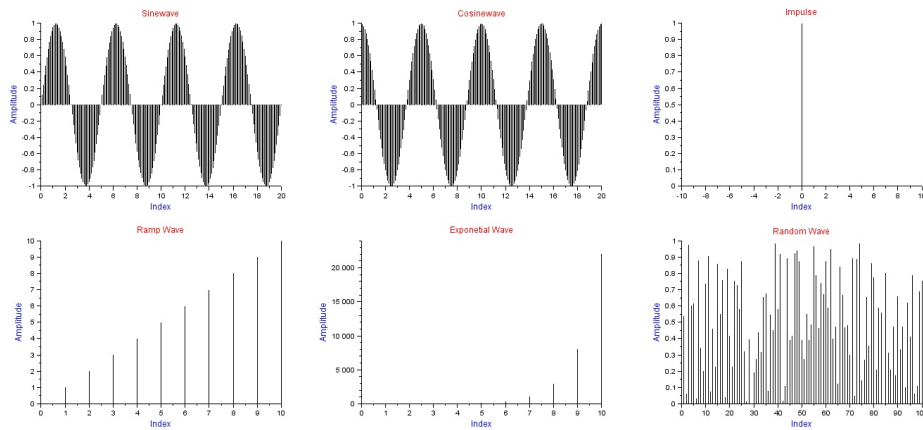 Sinewave
Amplitude
1
0.8
0.6
0.4
0.2
0
-0.2
-0.4
-0.6
-0.8
-1
0 2 4 6 8 10 12 14 16 18 20
Index
Cosinewave
Amplitude
1
0.8
0.6
0.4
0.2
0
-0.2
-0.4
-0.6
-0.8
-1
0 2 4 6 8 10 12 14 16 18 20
Index
Impulse
Amplitude
1
0.9
0.8
0.7
0.6
0.5
0.4
0.3
0.2
0.1
0
-10 -8 -6 -4 -2 0 2 4 6 8 10
Index
Ramp Wave
Amplitude
10
9
8
7
6
5
4
3
2
1
0
0 1 2 3 4 5 6 7 8 9 10
Index
Exponetial Wave
Amplitude
20 000
15 000
10 000
5 000
0
0 1 2 3 4 5 6 7 8 9 10
Index
Random Wave
Amplitude
1
0.9
0.8
0.7
0.6
0.5
0.4
0.3
0.2
0.1
0
0 10 20 30 40 50 60 70 80 90 100
Index